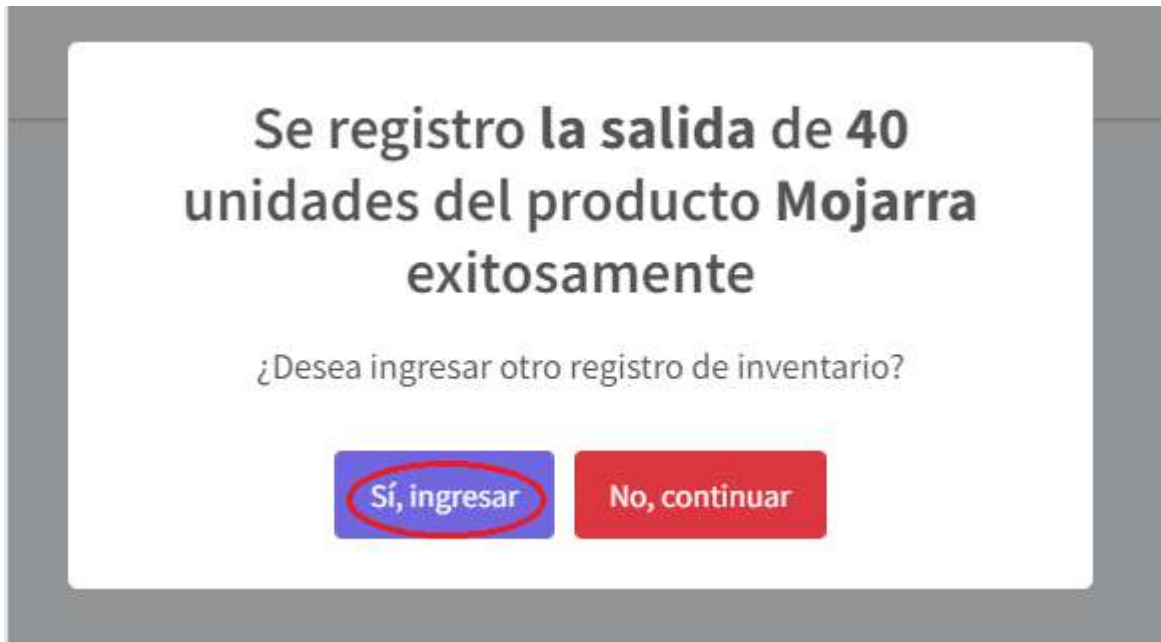 Se registro la salida de 40
unidades del producto Mojarra
exitosamente
¿Desea ingresar otro registro de inventario?
Sí, ingresar
No, continuar